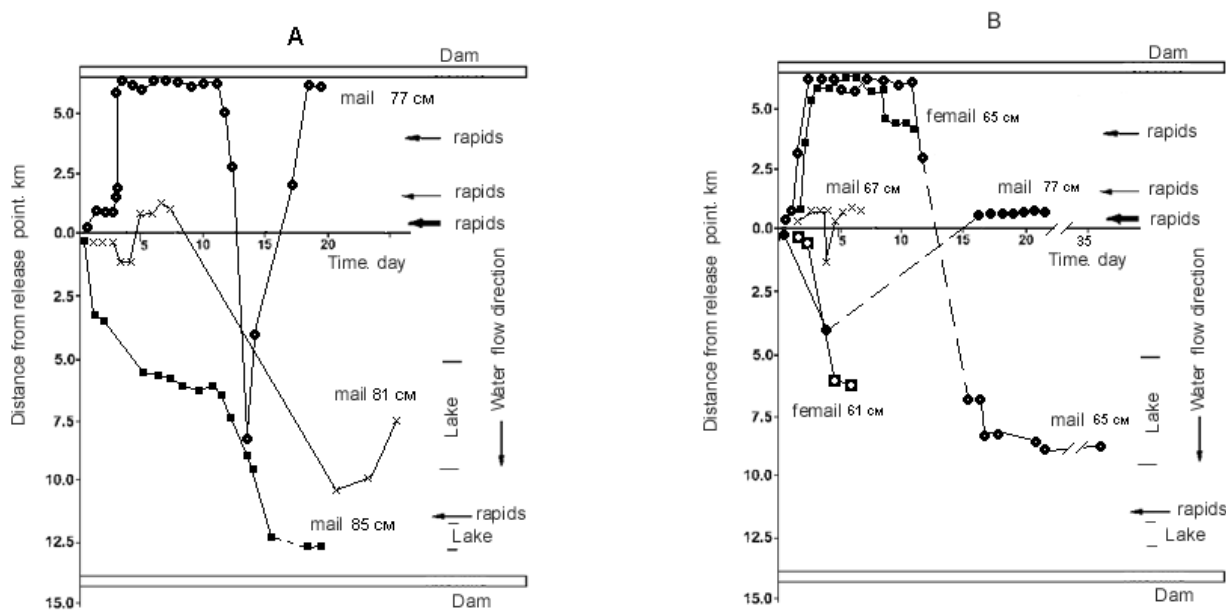 A
Dam
mail 77 см
rapids
rapids
rapids
Time. day
mail 81 см
mail 85 см
Lake
Water flow direction
rapids
Lake
Dam
Distance from release point. km
5.0
2.5
0.0
2.5
5.0
7.5
10.0
12.5
15.0
5 10 15 20
B
Dam
femail 65 см
rapids
mail 67 см
mail 77 см
rapids
rapids
Time. day
femail 61 см
mail 65 см
Lake
Water flow direction
rapids
Lake
Dam
Distance from release point. km
5.0
2.5
0.0
2.5
5.0
7.5
10.0
12.5
15.0
5 10 15 20 35